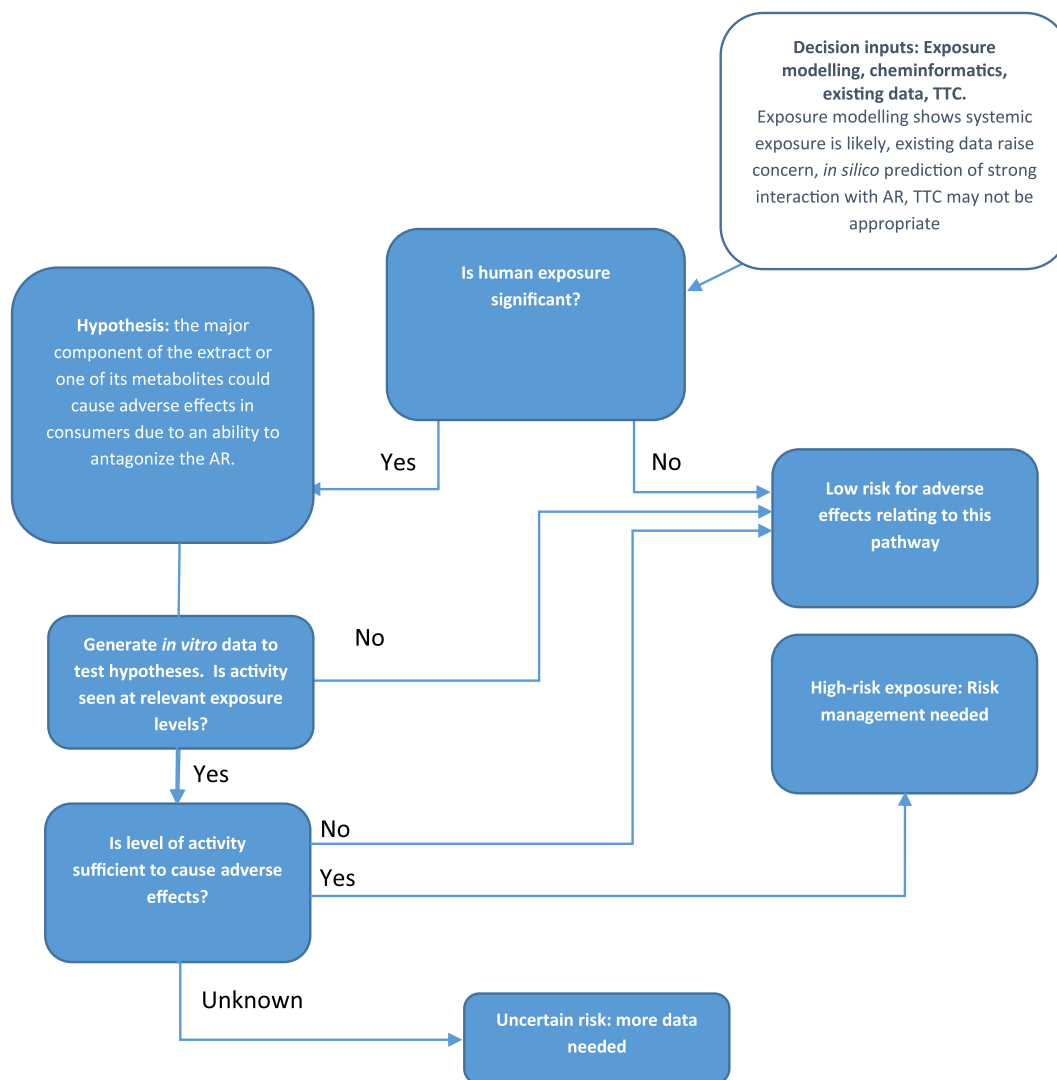 Decision inputs: Exposure
modelling, cheminformatics,
existing data, TTC.
Exposure modelling shows systemic
exposure is likely, existing data raise
concern, in silico prediction of strong
interaction with AR, TTC may not be
appropriate
Is human exposure
significant?
Hypothesis: the major
component of the extract or
one of its metabolites could
cause adverse effects in
consumers due to an ability to
antagonize the AR.
Yes
No
Low risk for adverse
effects relating to this
pathway
Generate in vitro data to
test hypotheses.  Is activity
seen at relevant exposure
levels?
No
High-risk exposure: Risk
management needed
Yes
Is level of activity
sufficient to cause adverse
effects?
No
Yes
Unknown
Uncertain risk: more data
needed